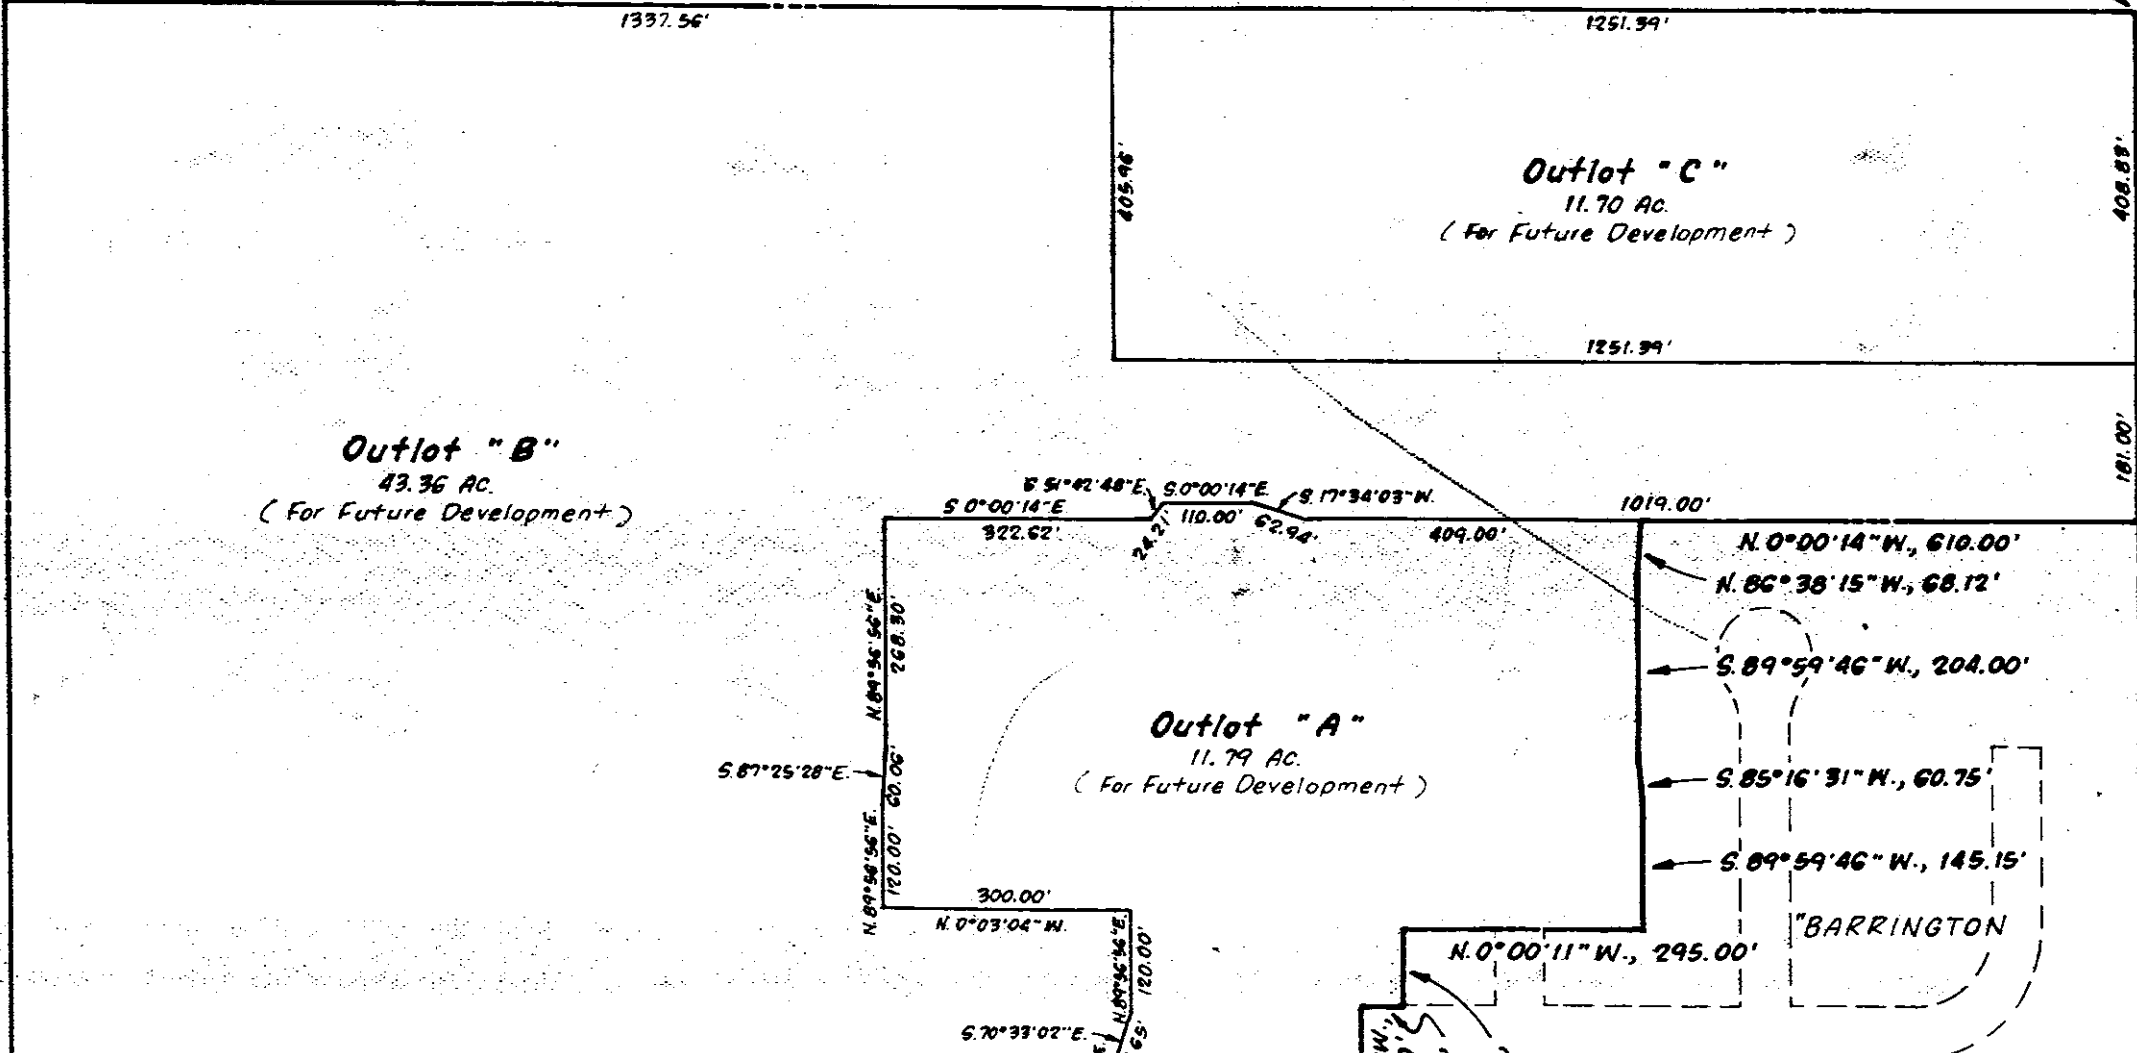 1337.56'
1251.39'
405.96'
Outlot "C"
11.70 Ac.
( For Future Development )
408.88'
1251.39'
181.00'
Outlot "B"
43.36 Ac.
( For Future Development )
S 51°42'48"E.
S.0°00'14"E.
S. 17°34'03"W.
S 0°00'14"E
322.62'
24.21'
110.00'
62.94'
409.00'
1019.00'
N. 0°00'14"W., 610.00'
N. 86°38'15"W., 68.12'
N.89°56'56"E.
268.30'
S. 89°59'46"W., 204.00'
Outlot "A"
11.79 Ac.
( For Future Development )
S.87°25'28"E.
60.06'
S. 85°16'31"W., 60.75'
N.89°56'56"E.
120.00'
S. 89°59'46"W., 145.15'
300.00'
N. 0°03'04"W.
"BARRINGTON
N. 0°00'11"W., 295.00'
N.89°56'56"E.
120.00'
S.70°33'02"E.
65'